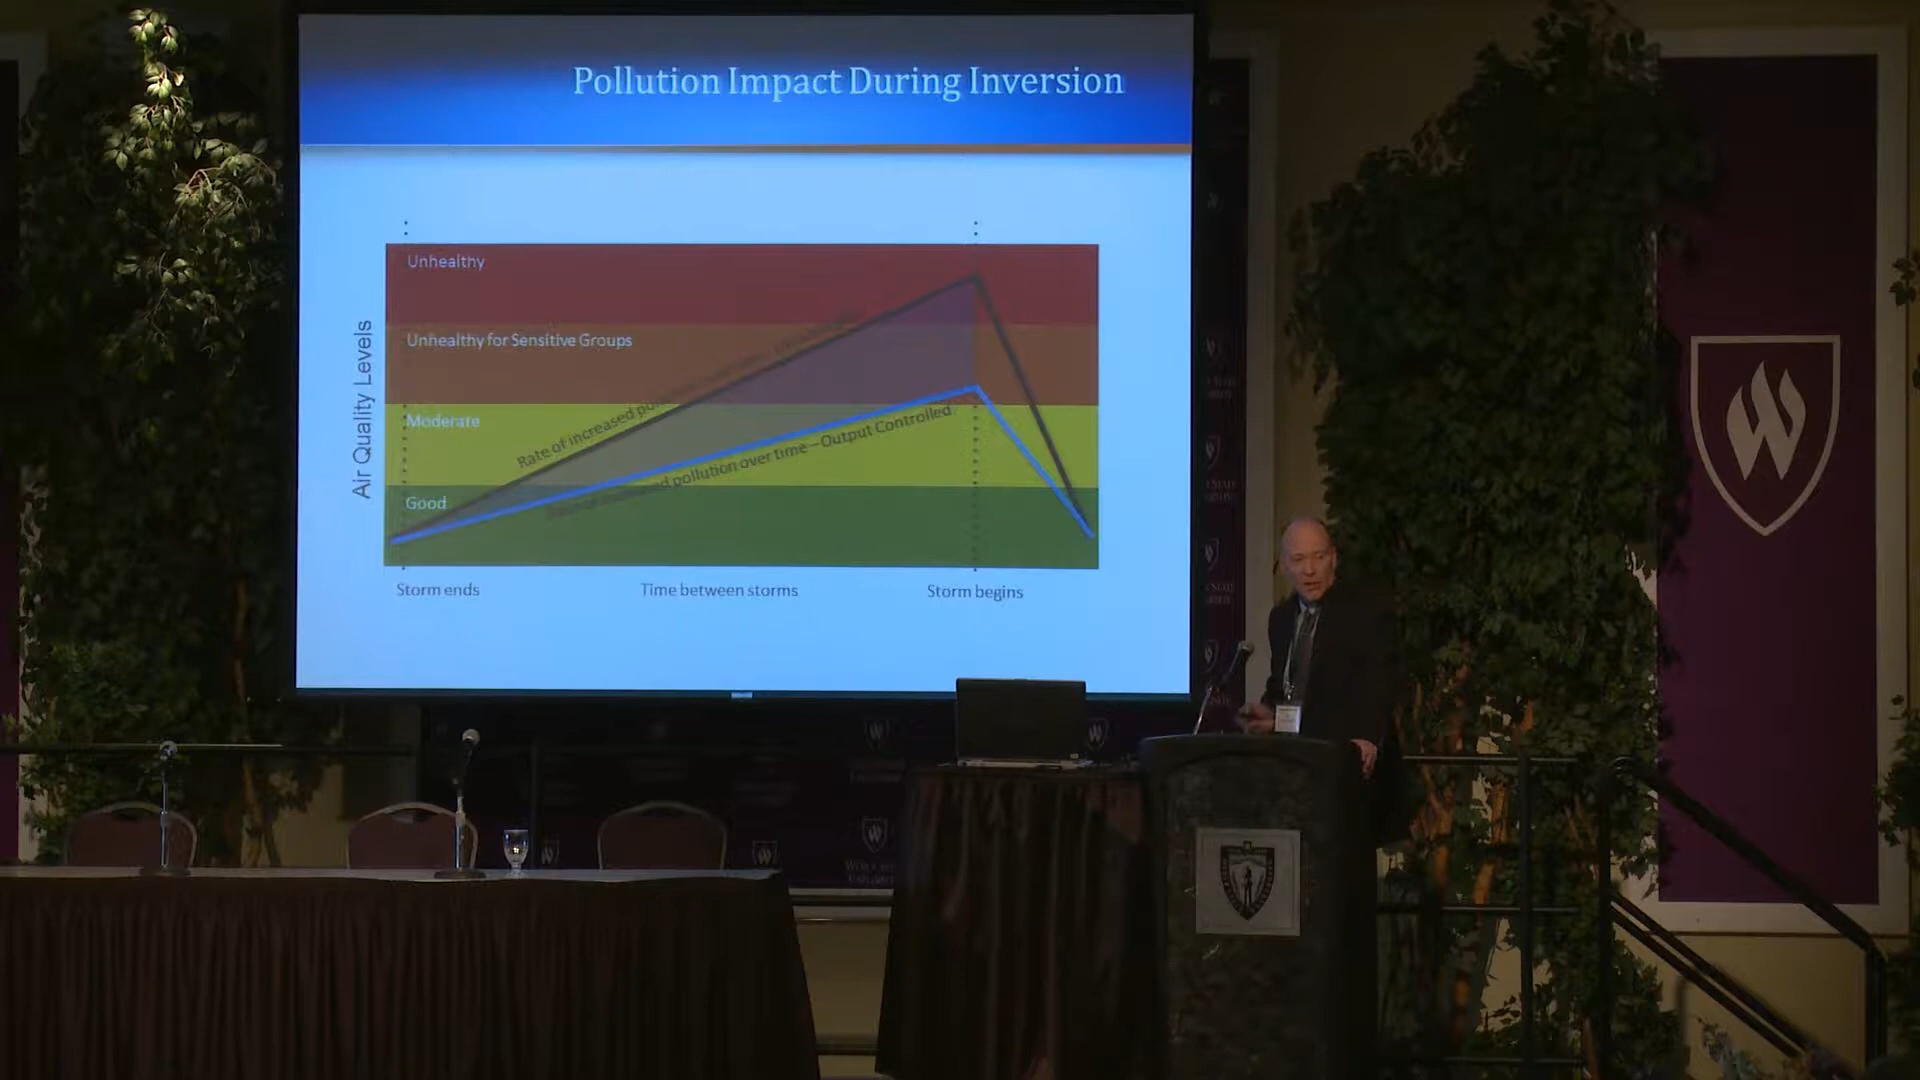 Pollution Impact During Inversion
Unhealthy
Unhealthy for Sensitive Groups
Moderate
Good
Air Quality Levels
Rate of increased
pollution over time – Output Controlled
Storm ends
Time between storms
Storm begins